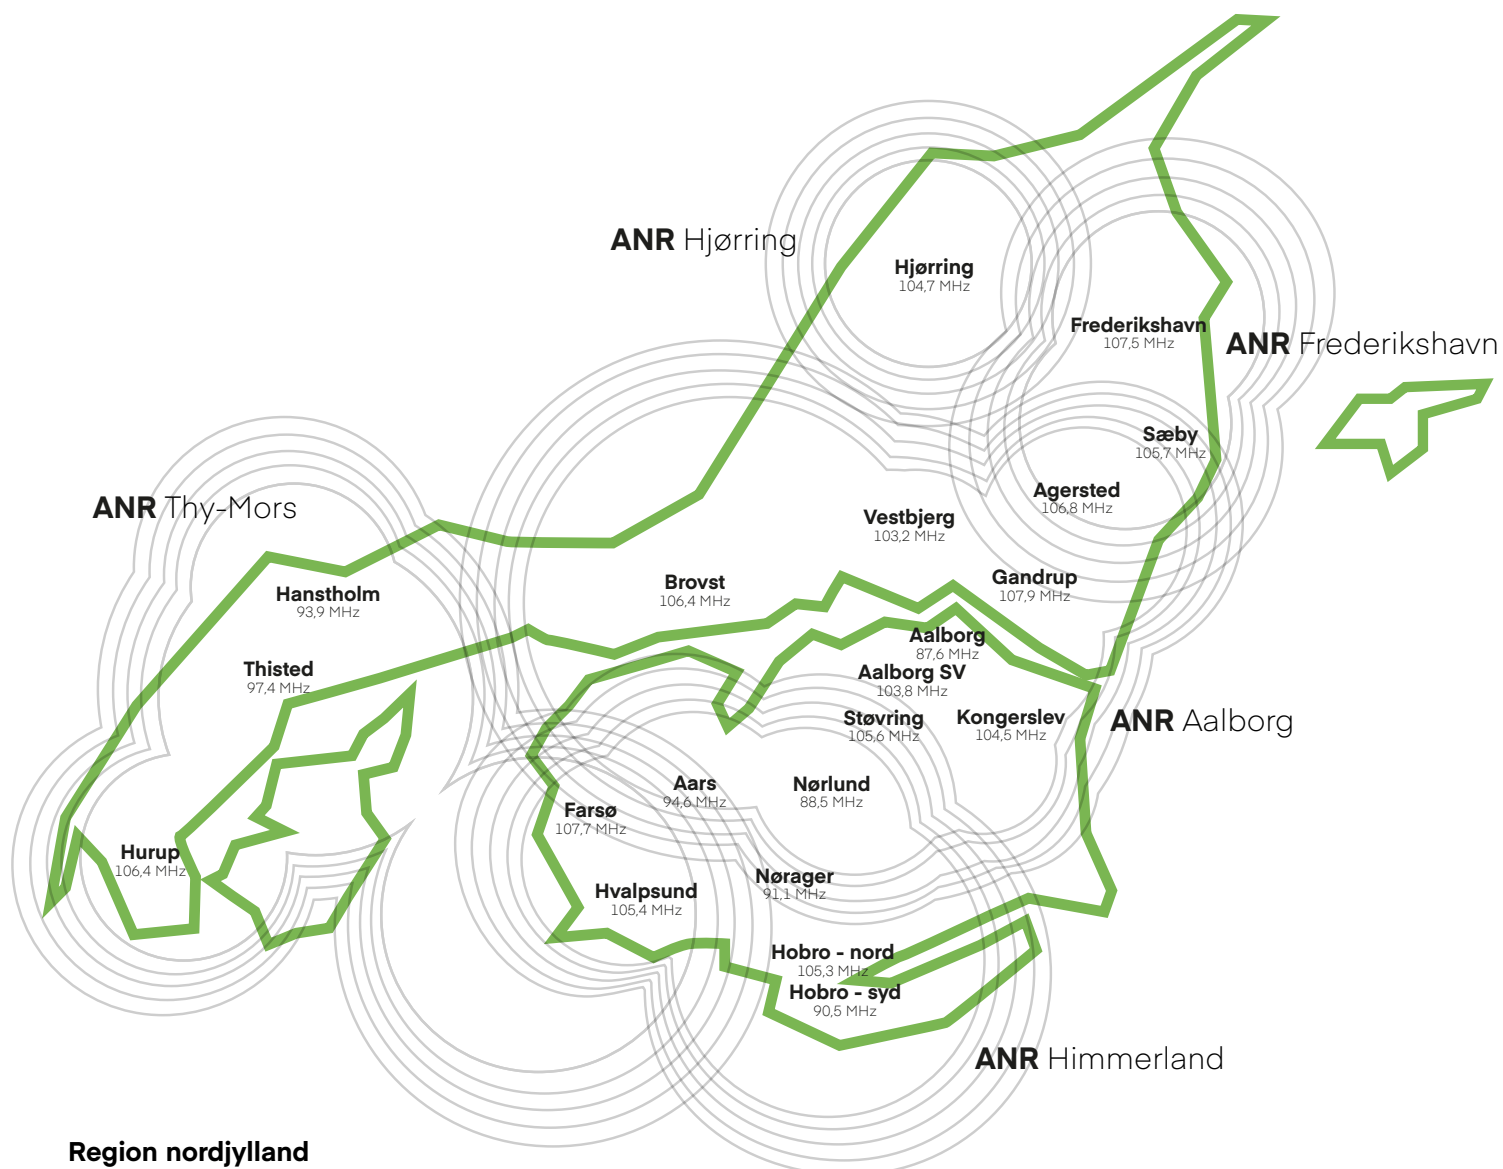 ANR Hjørring
Hjørring
104,7 MHz
Frederikshavn
107,5 MHz
ANR Frederikshavn
Sæby
105,7 MHz
Agersted
106,8 MHz
ANR Thy-Mors
Vestbjerg
103,2 MHz
Hanstholm
93,9 MHz
Brovst
106,4 MHz
Gandrup
107,9 MHz
Aalborg
87,6 MHz
Thisted
97,4 MHz
Aalborg SV
103,8 MHz
Støvring
105,6 MHz
Kongerslev
104,5 MHz
ANR Aalborg
Aars
94,6 MHz
Nørlund
88,5 MHz
Farsø
107,7 MHz
Hurup
106,4 MHz
Nørager
91,1 MHz
Hvalpsund
105,4 MHz
Hobro - nord
105,3 MHz
Hobro - syd
90,5 MHz
ANR Himmerland
Region nordjylland